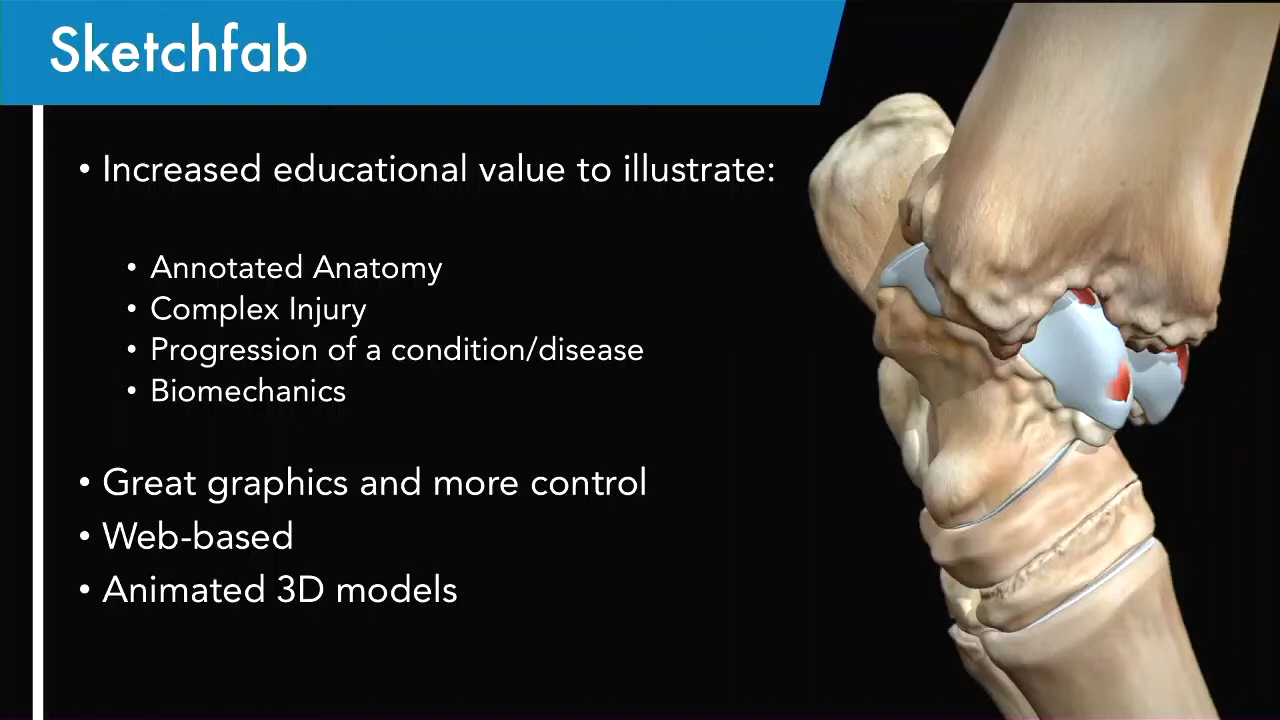 Sketchfab
• Increased educational value to illustrate:
• Annotated Anatomy
• Complex Injury
• Progression of a condition/disease
• Biomechanics
• Great graphics and more control
• Web-based
• Animated 3D models